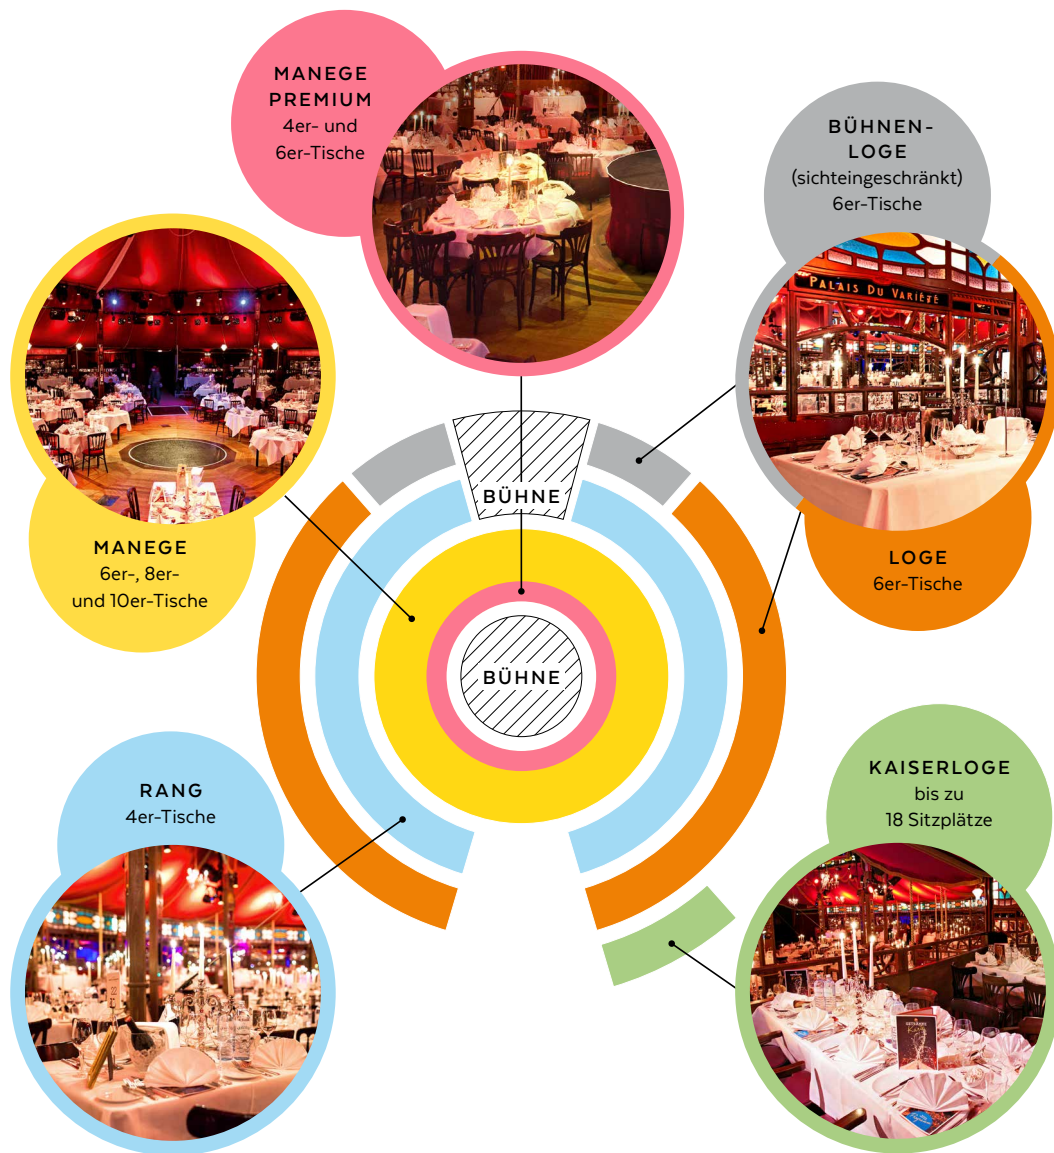 MANEGE
PREMIUM
4er- und
6er-Tische
BÜHNEN-
LOGE
(sichteingeschränkt)
6er-Tische
PALAIS DU VARIÉTÉ
MANEGE
6er-, 8er-
und 10er-Tische
BÜHNE
LOGE
6er-Tische
BÜHNE
RANG
4er-Tische
KAISERLOGE
bis zu
18 Sitzplätze